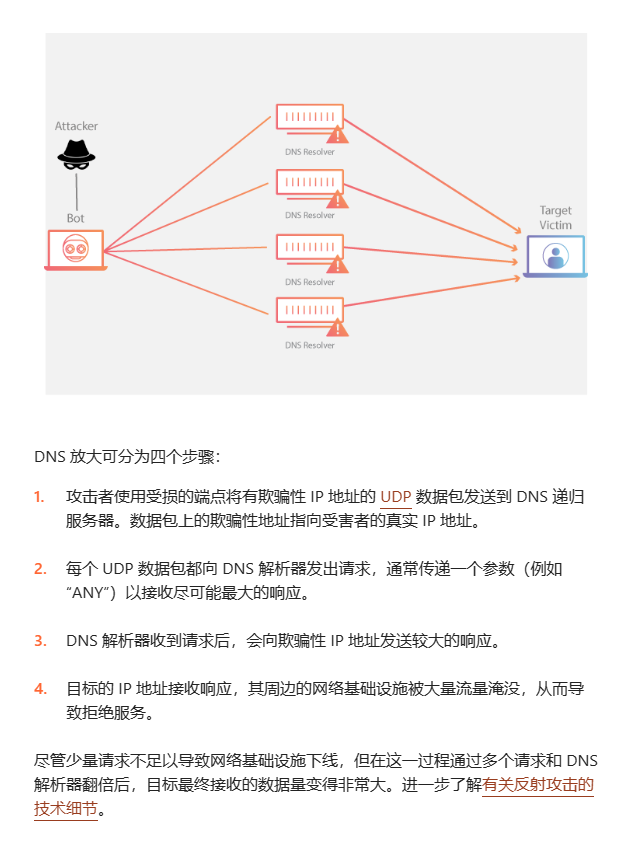 Attacker
DNS Resolver
DNS Resolver
Bot
Target
Victim
DNS Resolver
DNS Resolver
DNS 放大可分为四个步骤：
1. 攻击者使用受损的端点将有欺骗性 IP 地址的 UDP 数据包发送到 DNS 递归
服务器。数据包上的欺骗性地址指向受害者的真实 IP 地址。
2. 每个 UDP 数据包都向 DNS 解析器发出请求，通常传递一个参数（例如
“ANY”）以接收尽可能最大的响应。
3. DNS 解析器收到请求后，会向欺骗性 IP 地址发送较大的响应。
4. 目标的 IP 地址接收响应，其周边的网络基础设施被大量流量淹没，从而导
致拒绝服务。
尽管少量请求不足以导致网络基础设施下线，但在这一过程通过多个请求和 DNS
解析器翻倍后，目标最终接收的数据量变得非常大。进一步了解有关反射攻击的
技术细节。